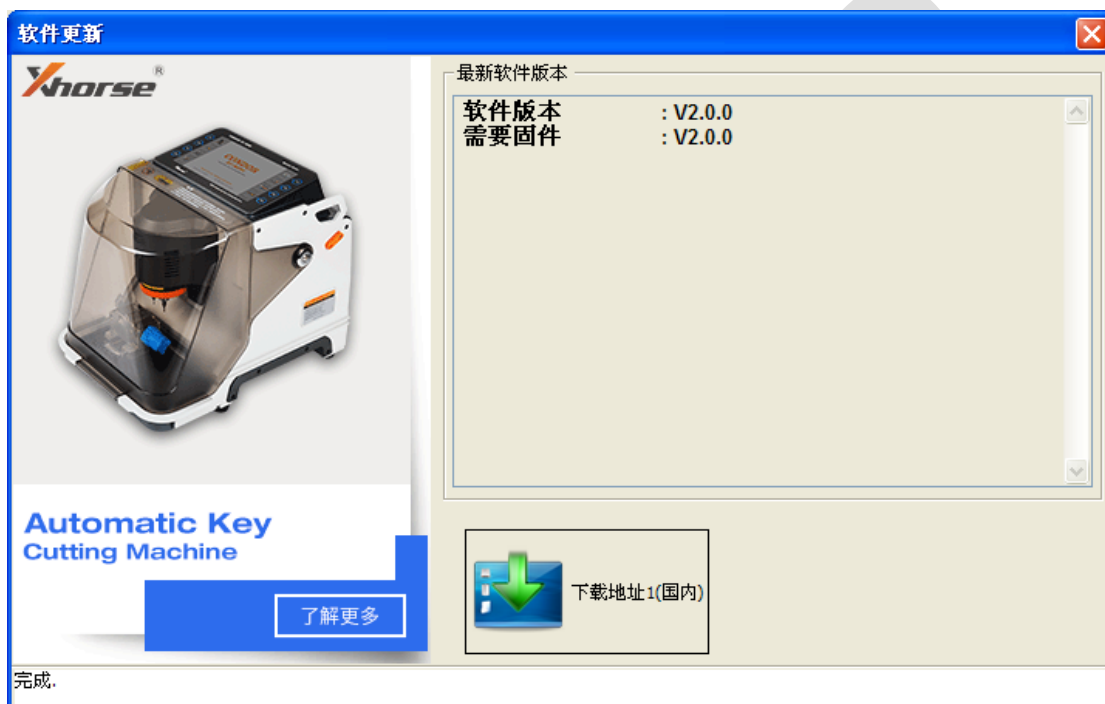 软件更新
Xhorse®
最新软件版本
软件版本 : V2.0.0
需要固件 : V2.0.0
Automatic Key
Cutting Machine
了解更多
下载地址1(国内)
完成.